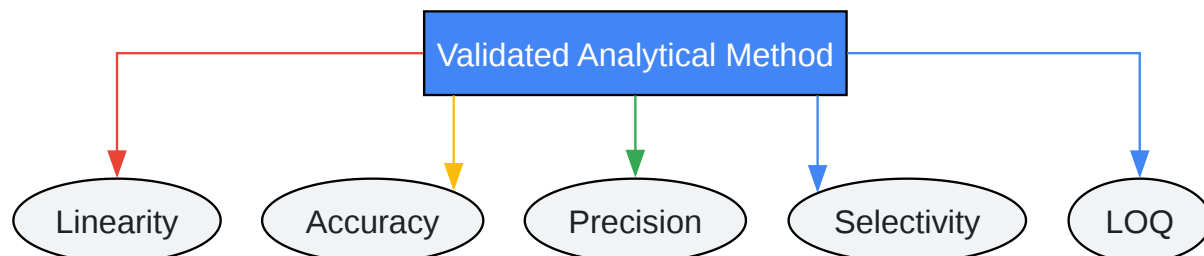 Validated Analytical Method
Linearity
Accuracy
Precision
Selectivity
LOQ